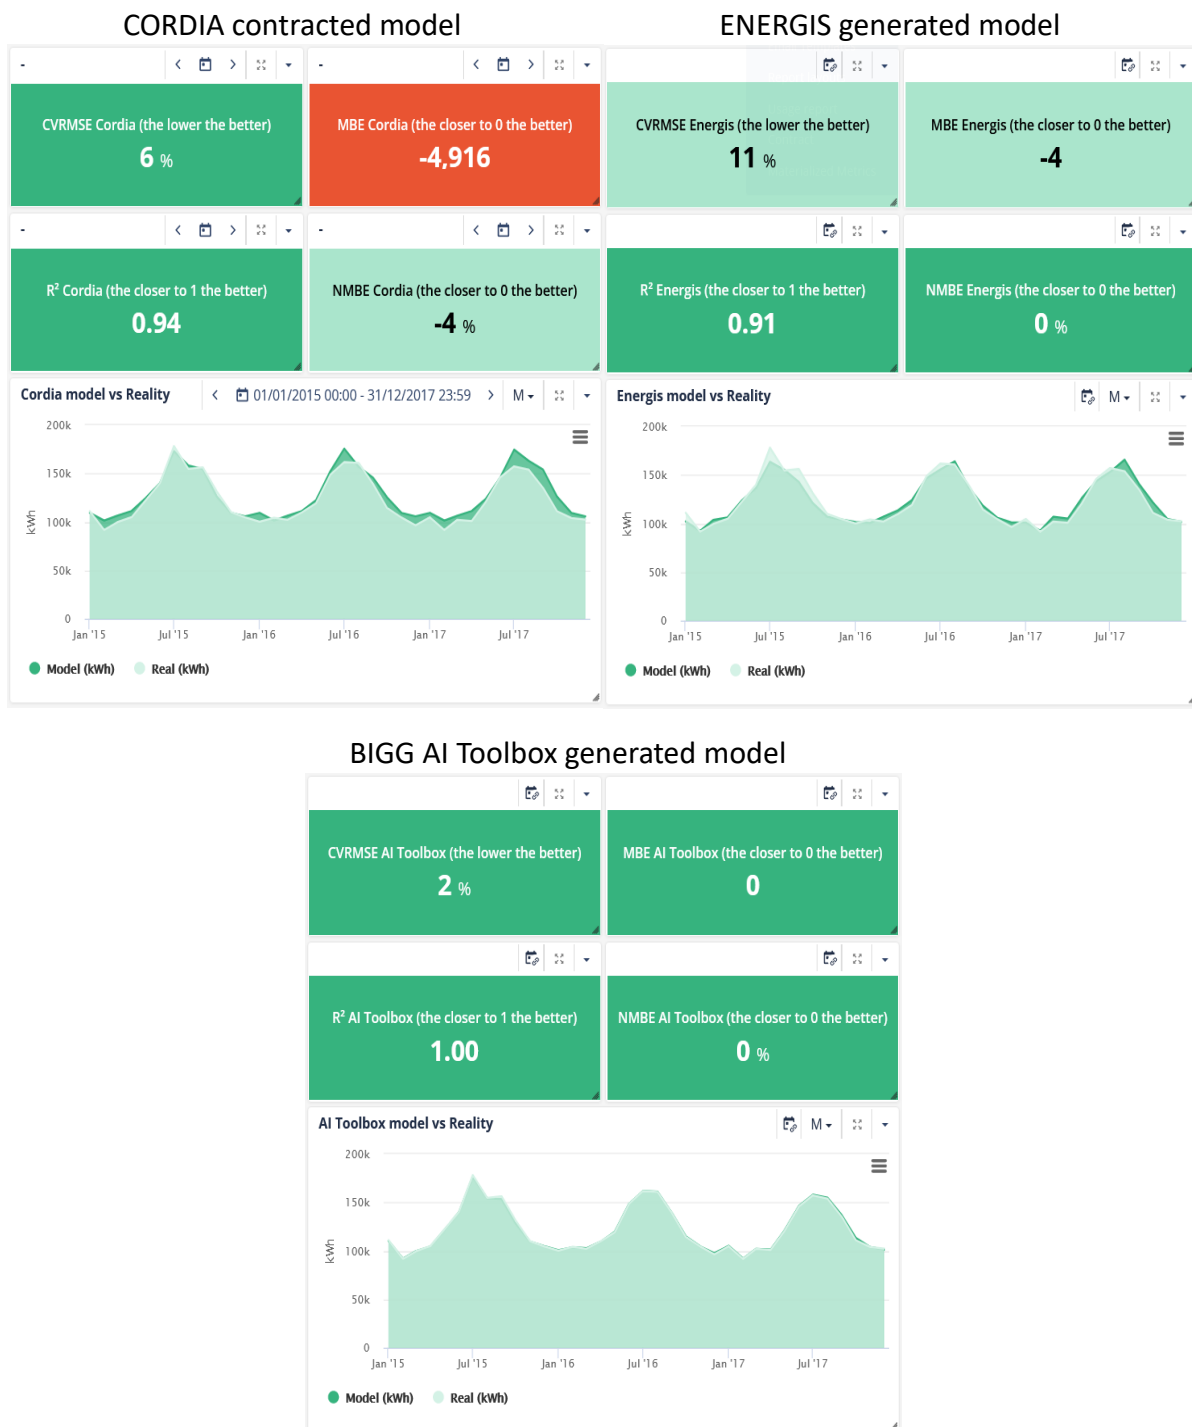 CORDIA contracted model
-
-
CVRMSE Cordia (the lower the better)
6 %
MBE Cordia (the closer to 0 the better)
-4,916
-
-
R² Cordia (the closer to 1 the better)
0.94
NMBE Cordia (the closer to 0 the better)
-4 %
Cordia model vs Reality
01/01/2015 00:00 - 31/12/2017 23:59
M
200k
150k
100k
50k
0
kWh
Jan '15 Jul '15 Jan '16 Jul '16 Jan '17 Jul '17
Model (kWh) Real (kWh)
ENERGIS generated model
CVRMSE Energis (the lower the better)
11 %
MBE Energis (the closer to 0 the better)
-4
R² Energis (the closer to 1 the better)
0.91
NMBE Energis (the closer to 0 the better)
0 %
Energis model vs Reality
M
200k
150k
100k
50k
0
kWh
Jan '15 Jul '15 Jan '16 Jul '16 Jan '17 Jul '17
Model (kWh) Real (kWh)
BIGG AI Toolbox generated model
CVRMSE AI Toolbox (the lower the better)
2 %
MBE AI Toolbox (the closer to 0 the better)
0
R² AI Toolbox (the closer to 1 the better)
1.00
NMBE AI Toolbox (the closer to 0 the better)
0 %
AI Toolbox model vs Reality
M
200k
150k
100k
50k
0
kWh
Jan '15 Jul '15 Jan '16 Jul '16 Jan '17 Jul '17
Model (kWh) Real (kWh)